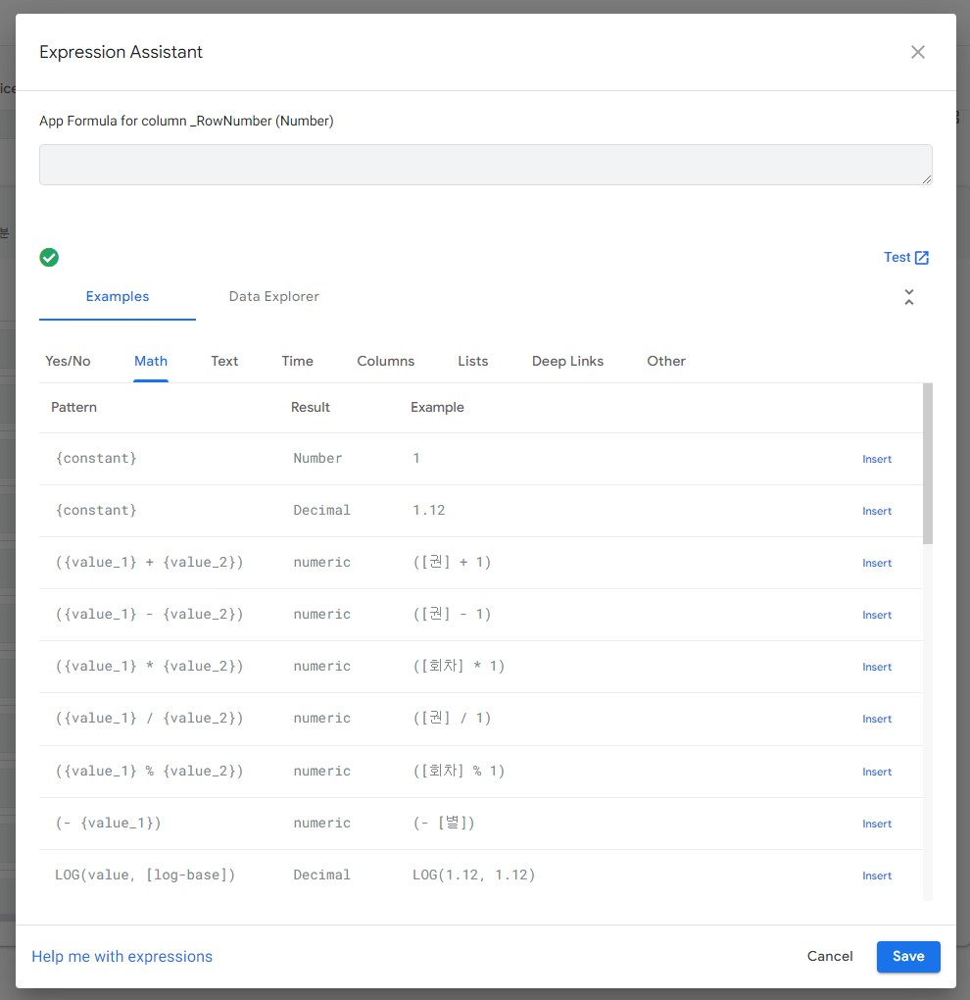 Expression Assistant
App Formula for column _RowNumber (Number)
Test
Examples Data Explorer
Yes/No Math Text Time Columns Lists Deep Links Other
Pattern Result Example
{constant} Number 1 Insert
{constant} Decimal 1.12 Insert
({value_1} + {value_2}) numeric ([권] + 1) Insert
({value_1} - {value_2}) numeric ([권] - 1) Insert
({value_1} * {value_2}) numeric ([회차] * 1) Insert
({value_1} / {value_2}) numeric ([권] / 1) Insert
({value_1} % {value_2}) numeric ([회차] % 1) Insert
(- {value_1}) numeric (- [별]) Insert
LOG(value, [log-base]) Decimal LOG(1.12, 1.12) Insert
Help me with expressions Cancel Save